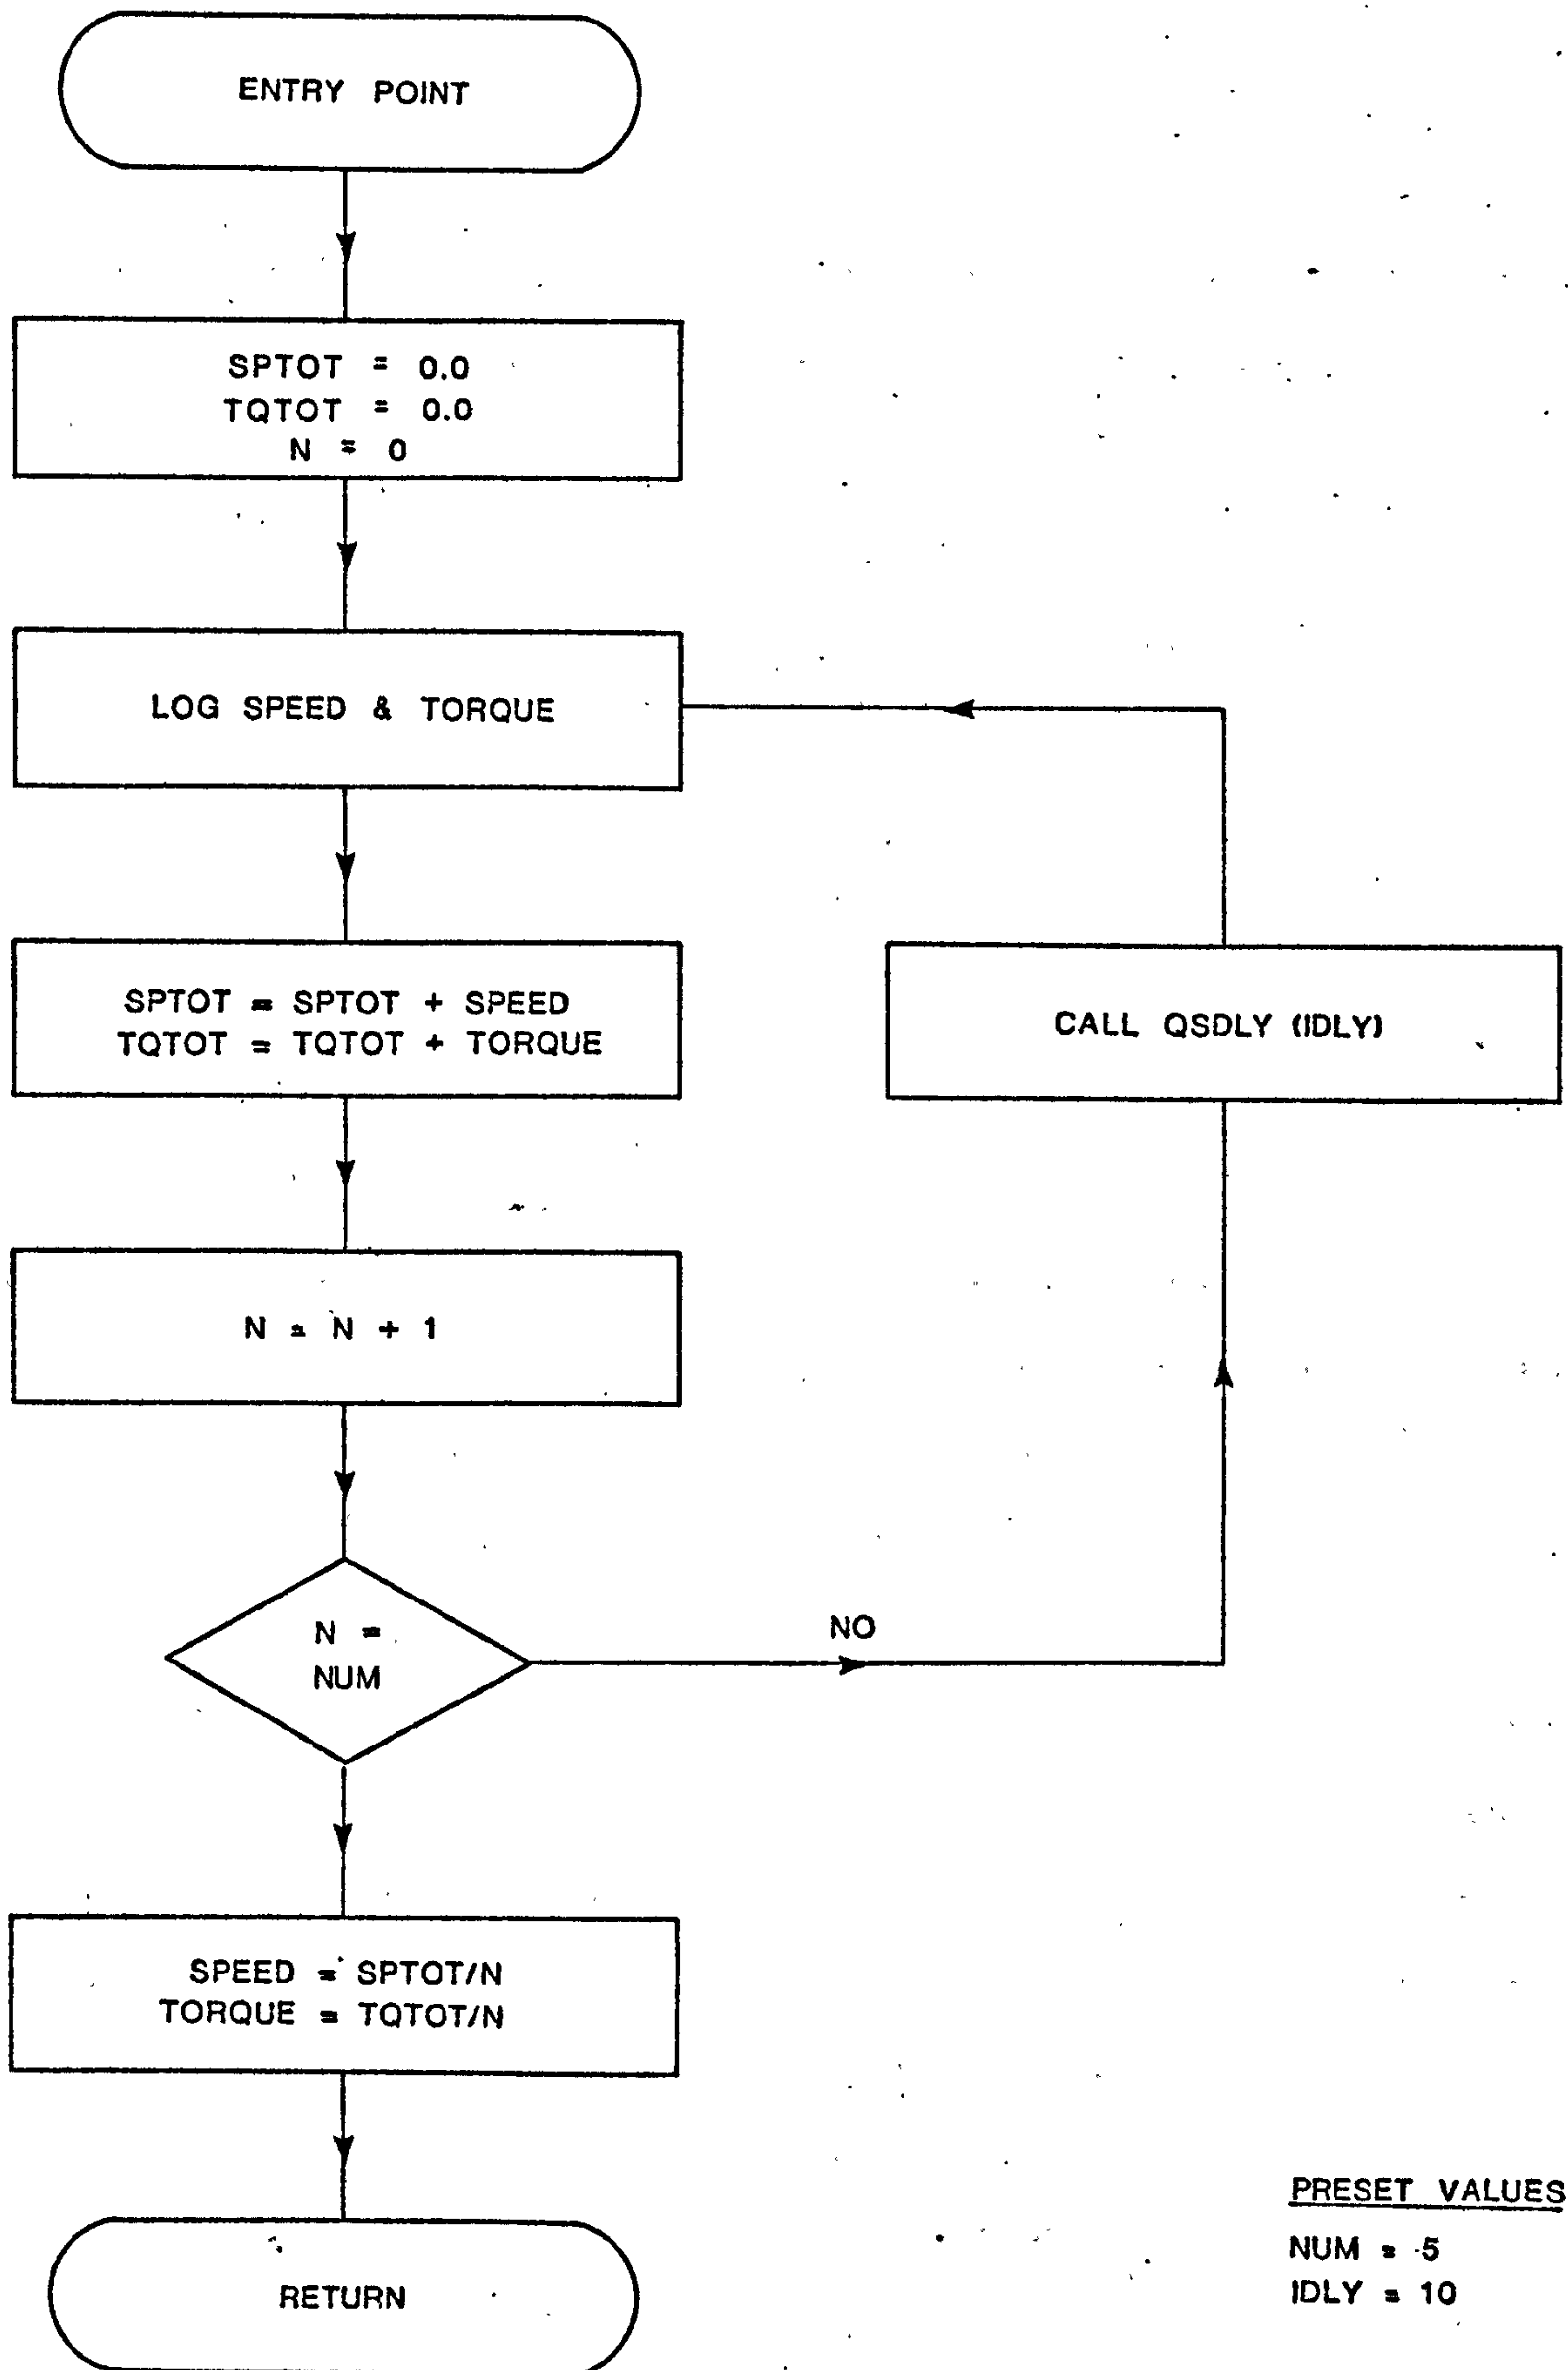 ENTRY POINT
SPTOT = 0.0
TQTOT = 0.0
N = 0
LOG SPEED & TORQUE
SPTOT = SPTOT + SPEED
TQTOT = TQTOT + TORQUE
CALL QSDLY (IDLY)
N = N + 1
N =
NUM
NO
SPEED = SPTOT/N
TORQUE = TQTOT/N
RETURN
PRESET VALUES
NUM = 5
IDLY = 10